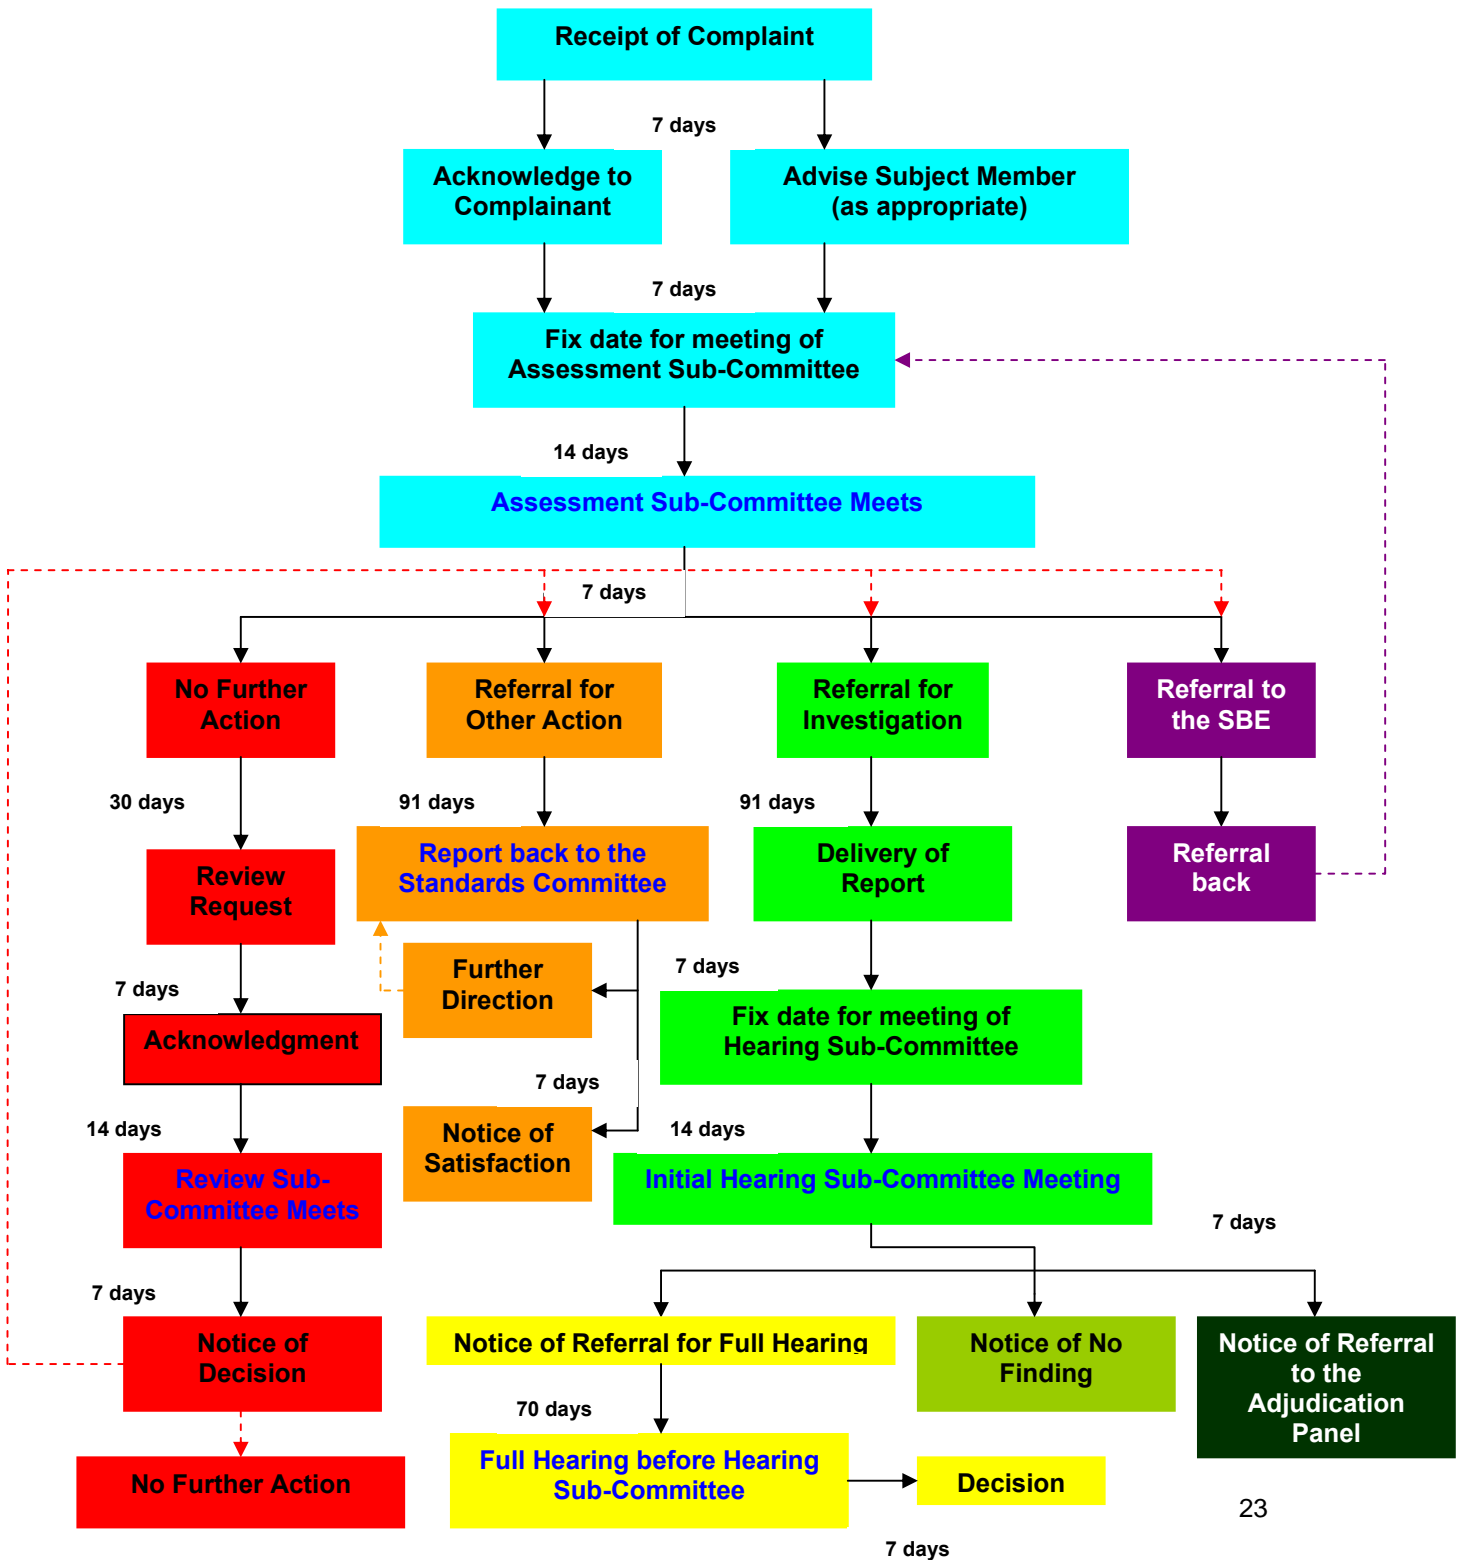 Receipt of Complaint
7 days
Acknowledge to
Complainant
Advise Subject Member
(as appropriate)
7 days
Fix date for meeting of
Assessment Sub-Committee
14 days
Assessment Sub-Committee Meets
7 days
No Further
Action
Referral for
Other Action
Referral for
Investigation
Referral to
the SBE
30 days
91 days
91 days
Review
Request
Report back to the
Standards Committee
Delivery of
Report
Referral
back
7 days
Further
Direction
7 days
Acknowledgment
Fix date for meeting of
Hearing Sub-Committee
7 days
14 days
Notice of
Satisfaction
14 days
Review Sub-
Committee Meets
Initial Hearing Sub-Committee Meeting
7 days
7 days
Notice of
Decision
Notice of Referral for Full Hearing
Notice of No
Finding
Notice of Referral
to the
Adjudication
Panel
70 days
No Further Action
Full Hearing before Hearing
Sub-Committee
Decision
23
7 days